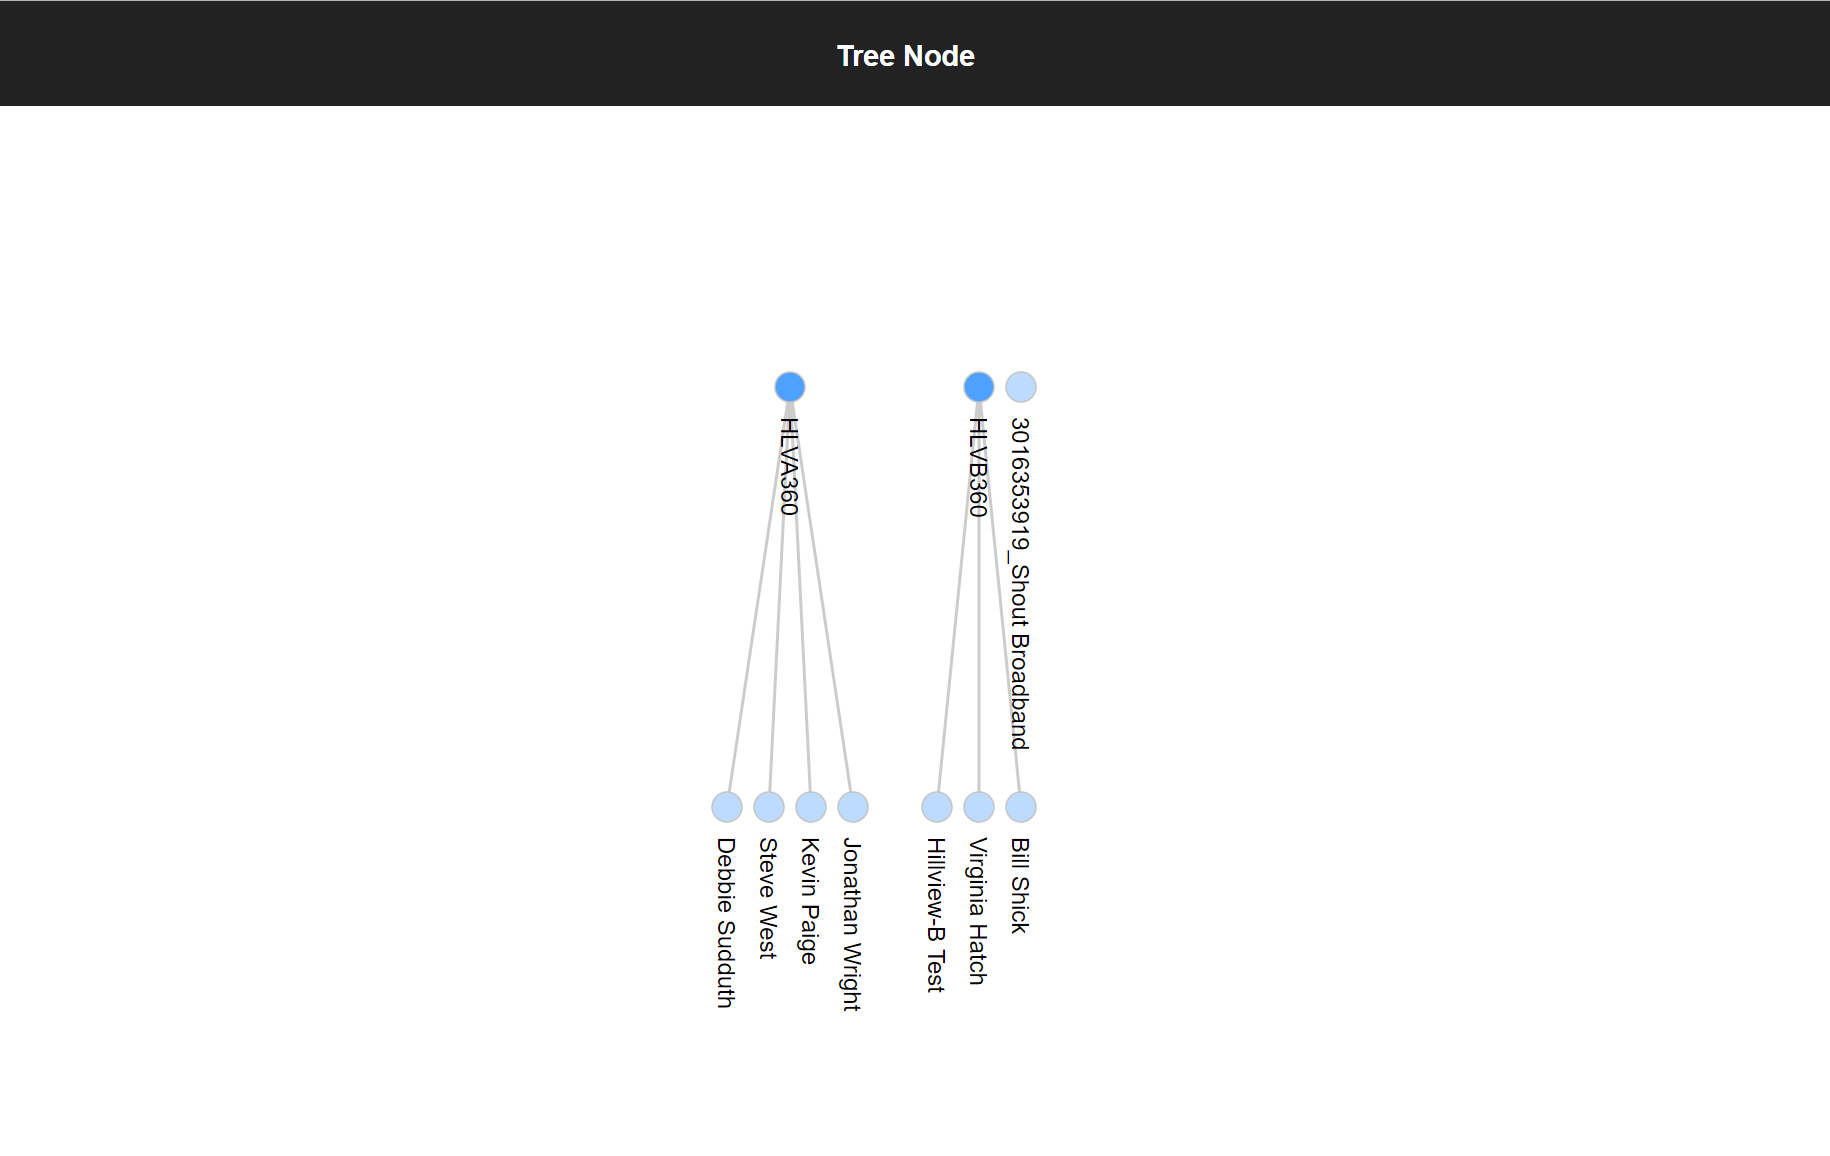 Tree Node
HLVA360
HLVB360
3016353919_Shout Broadband
Debbie Sudduth
Steve West
Kevin Paige
Jonathan Wright
Hillview-B Test
Virginia Hatch
Bill Shick